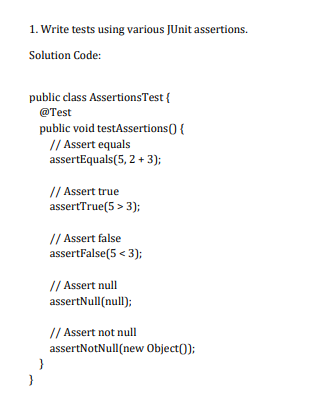 1. Write tests using various JUnit assertions.
Solution Code:
public class AssertionsTest {
@Test
public void testAssertions() {
// Assert equals
assertEquals(5, 2 + 3);
// Assert true
assertTrue(5 > 3);
// Assert false
assertFalse(5 < 3);
// Assert null
assertNull(null);
// Assert not null
assertNotNull(new Object());
}
}